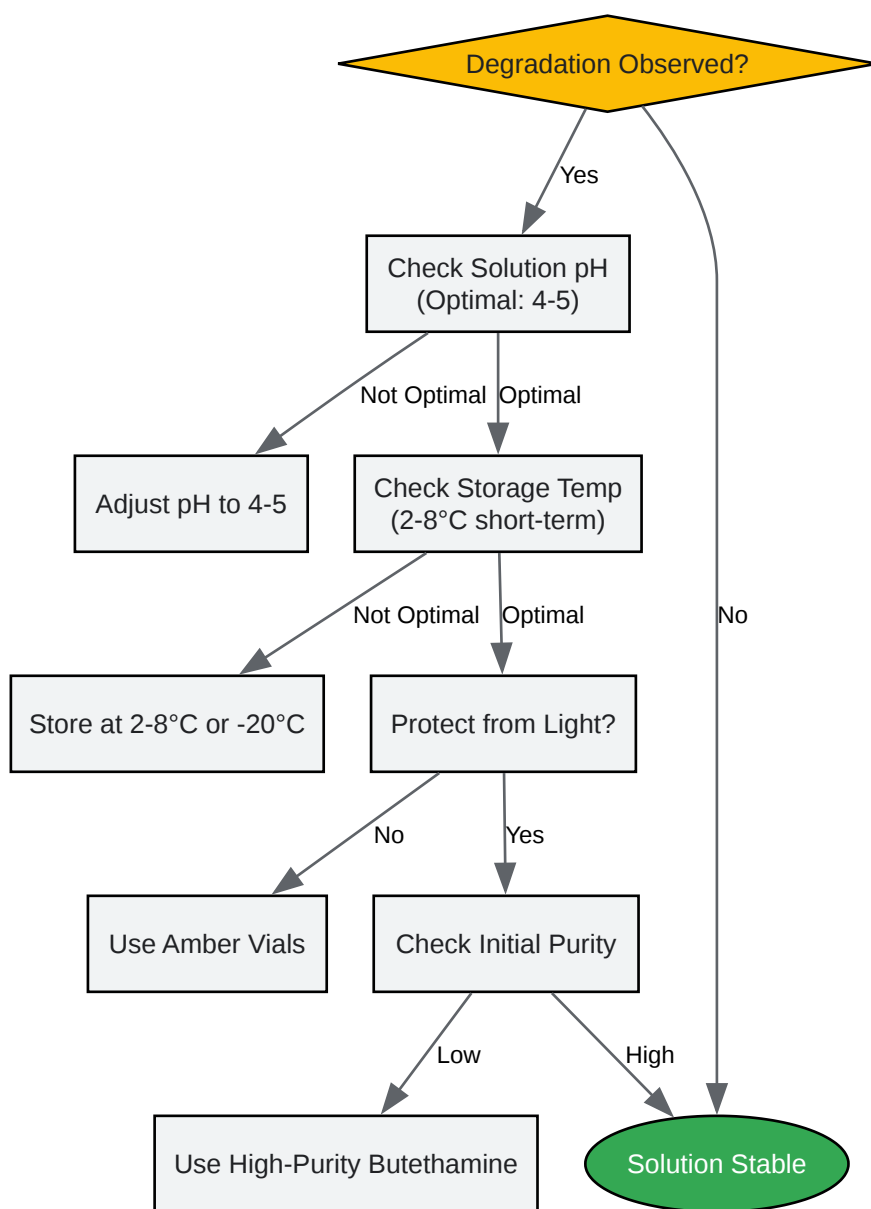 Degradation Observed?
Yes
Check Solution pH
(Optimal: 4-5)
Not Optimal
Optimal
No
Adjust pH to 4-5
Check Storage Temp
(2-8°C short-term)
Not Optimal
Optimal
Store at 2-8°C or -20°C
Protect from Light?
No
Yes
Use Amber Vials
Check Initial Purity
Low
High
Use High-Purity Butethamine
Solution Stable